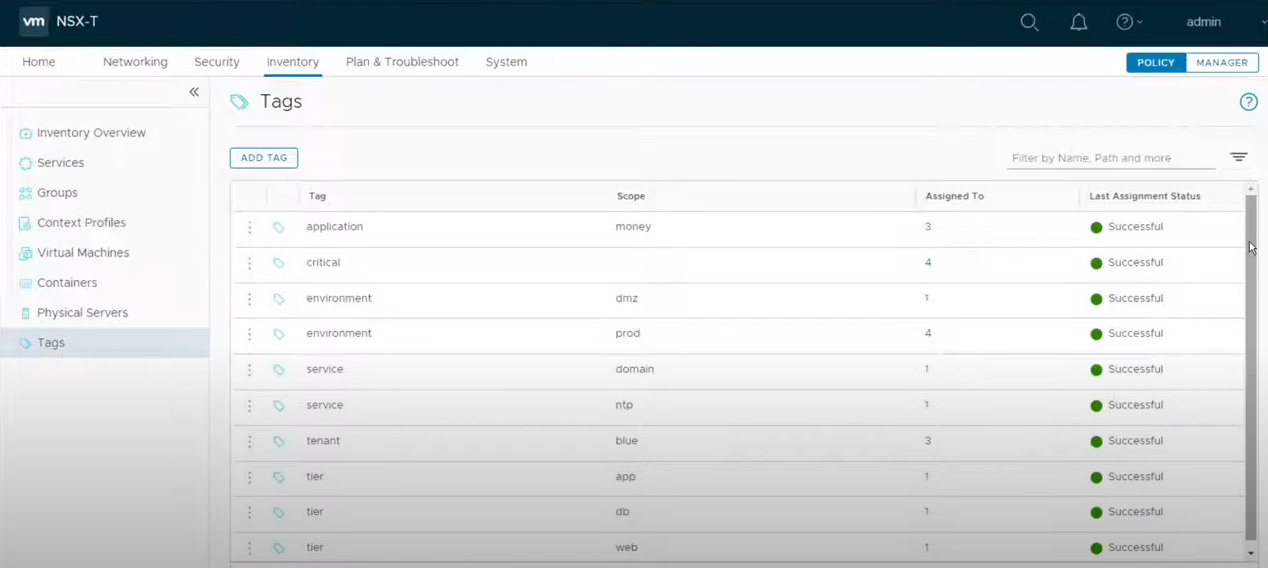 vm NSX-T admin
Home Networking Security Inventory Plan & Troubleshoot System POLICY MANAGER
Inventory Overview
Services
Groups
Context Profiles
Virtual Machines
Containers
Physical Servers
Tags
Tags
ADD TAG Filter by Name, Path and more
Tag Scope Assigned To Last Assignment Status
application money 3 Successful
critical 4 Successful
environment dmz 1 Successful
environment prod 4 Successful
service domain 1 Successful
service ntp 1 Successful
tenant blue 3 Successful
tier app 1 Successful
tier db 1 Successful
tier web 1 Successful